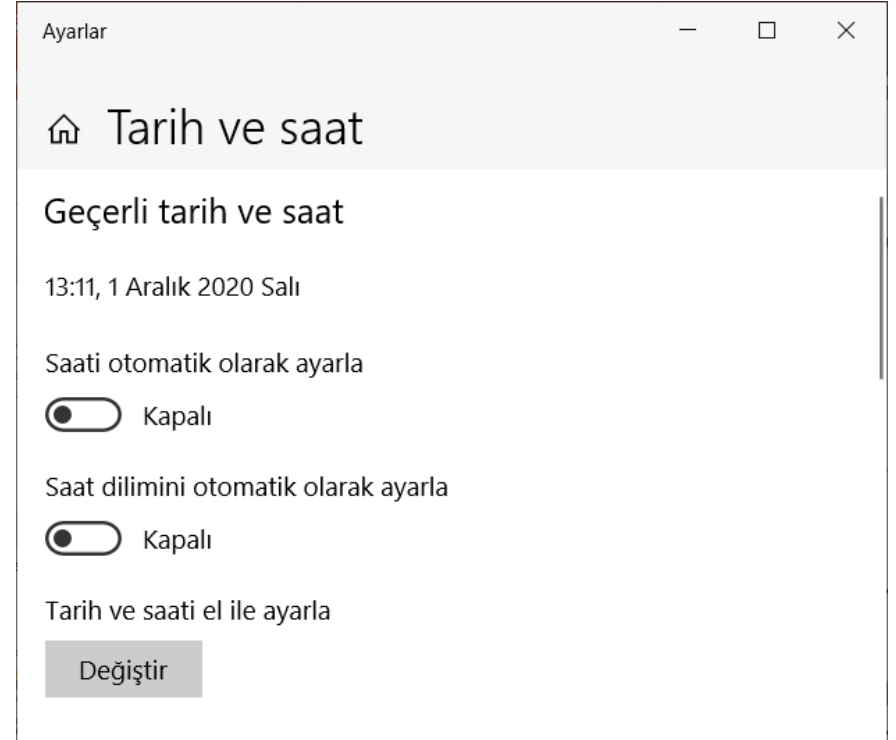 Ayarlar
Tarih ve saat
Geçerli tarih ve saat
13:11, 1 Aralık 2020 Salı
Saati otomatik olarak ayarla
Kapalı
Saat dilimini otomatik olarak ayarla
Kapalı
Tarih ve saati el ile ayarla
Değiştir